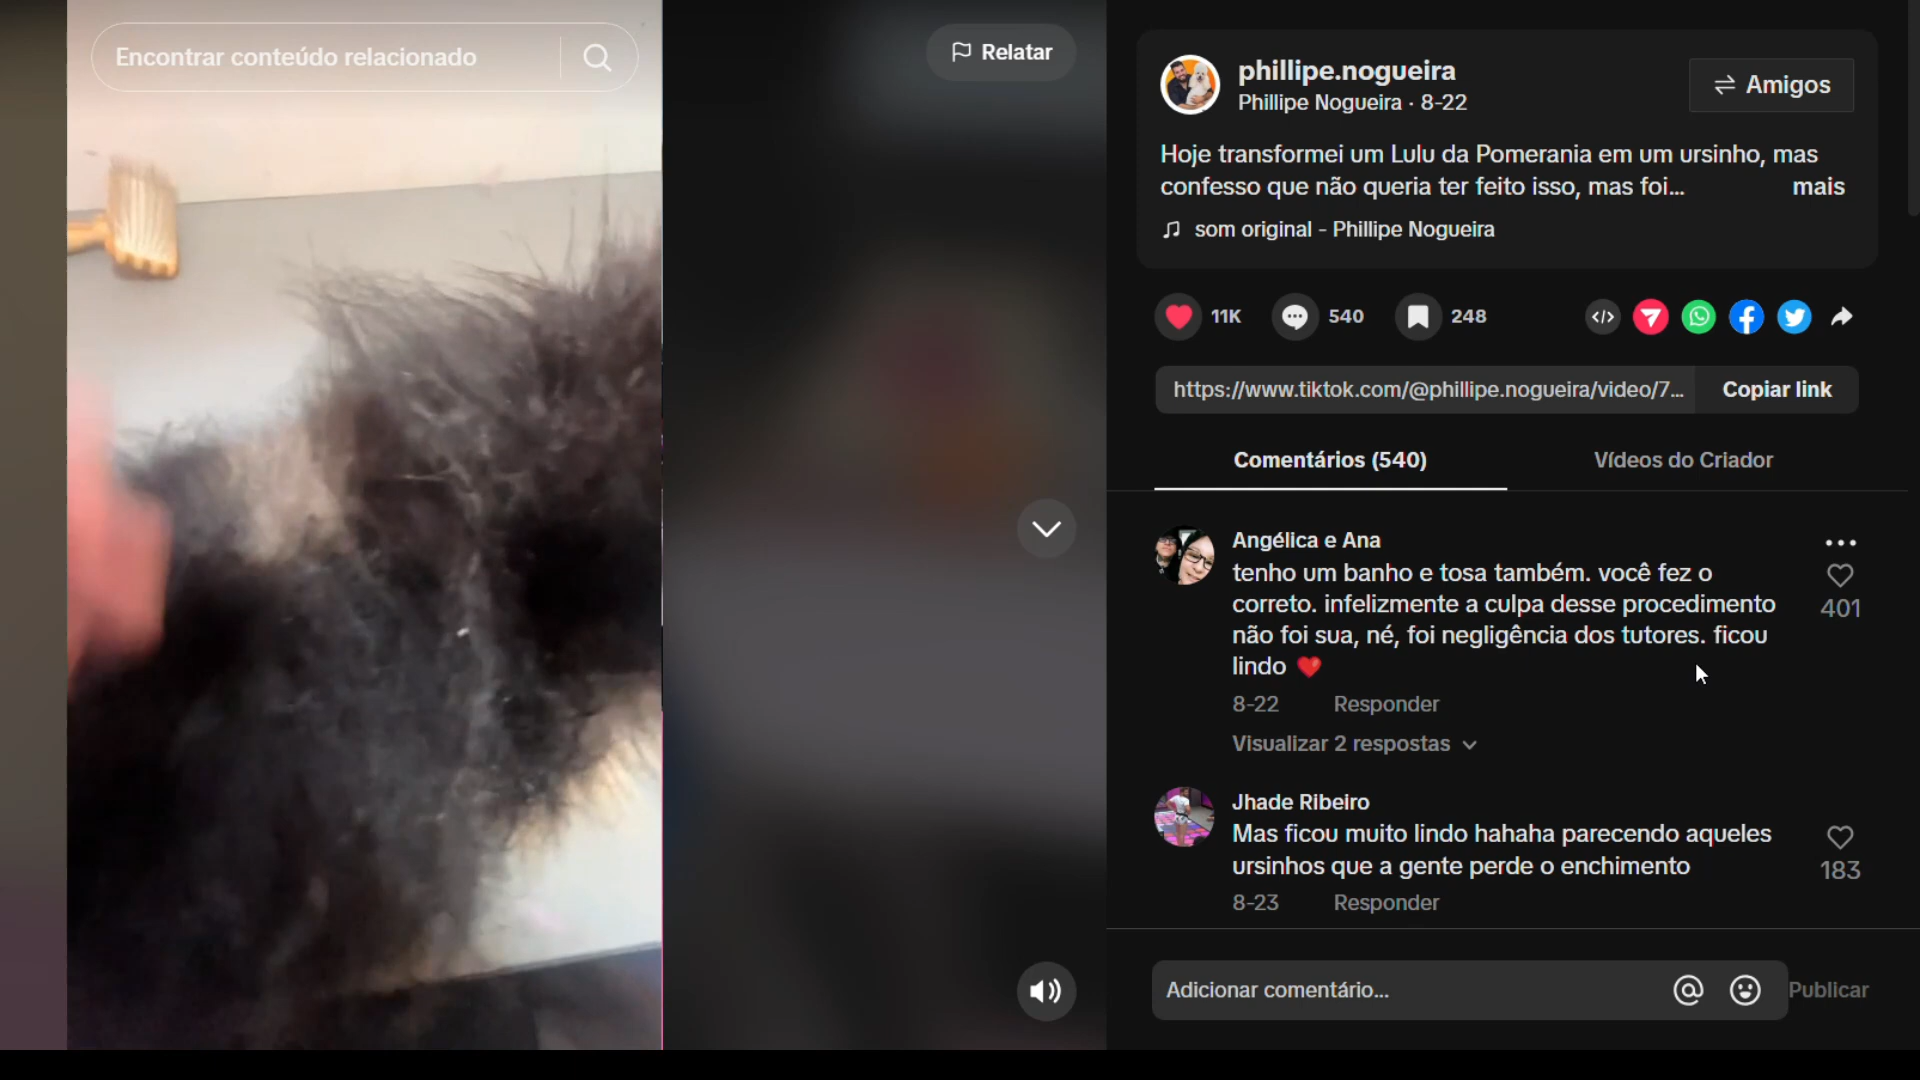 Encontrar conteúdo relacionado
Relatar
phillipe.nogueira
Phillipe Nogueira · 8-22
Amigos
Hoje transformei um Lulu da Pomerania em um ursinho, mas
confesso que não queria ter feito isso, mas foi... mais
som original - Phillipe Nogueira
11K 540 248
https://www.tiktok.com/@phillipe.nogueira/video/7... Copiar link
Comentários (540) Vídeos do Criador
Angélica e Ana
tenho um banho e tosa também. você fez o
correto. infelizmente a culpa desse procedimento
não foi sua, né, foi negligência dos tutores. ficou
lindo ❤️
401
8-22 Responder
Visualizar 2 respostas
Jhade Ribeiro
Mas ficou muito lindo hahaha parecendo aqueles
ursinhos que a gente perde o enchimento
183
8-23 Responder
Adicionar comentário... Publicar